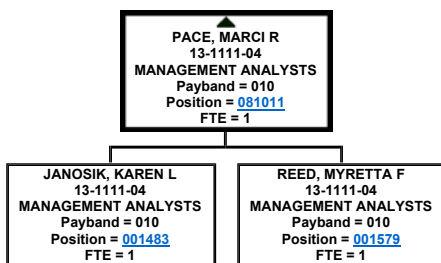 PACE, MARCI R
13-1111-04
MANAGEMENT ANALYSTS
Payband = 010
Position = 081011
FTE = 1
JANOSIK, KAREN L
13-1111-04
MANAGEMENT ANALYSTS
Payband = 010
Position = 001483
FTE = 1
REED, MYRETTA F
13-1111-04
MANAGEMENT ANALYSTS
Payband = 010
Position = 001579
FTE = 1